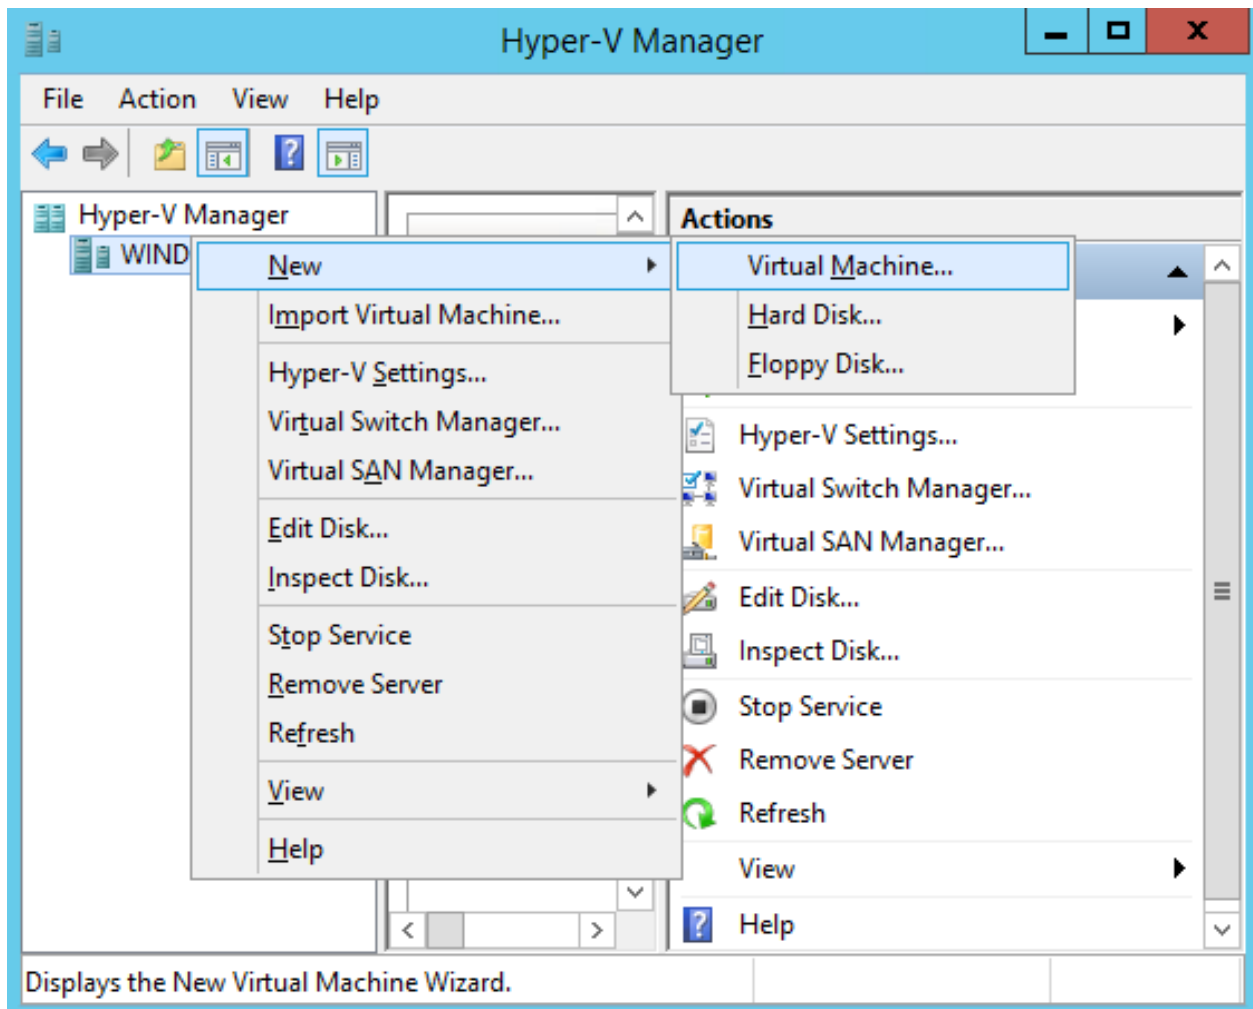 Hyper-V Manager
File Action View Help
Hyper-V Manager
WIND
New
Import Virtual Machine...
Hyper-V Settings...
Virtual Switch Manager...
Virtual SAN Manager...
Edit Disk...
Inspect Disk...
Stop Service
Remove Server
Refresh
View
Help
Virtual Machine...
Hard Disk...
Floppy Disk...
Actions
Hyper-V Settings...
Virtual Switch Manager...
Virtual SAN Manager...
Edit Disk...
Inspect Disk...
Stop Service
Remove Server
Refresh
View
Help
Displays the New Virtual Machine Wizard.